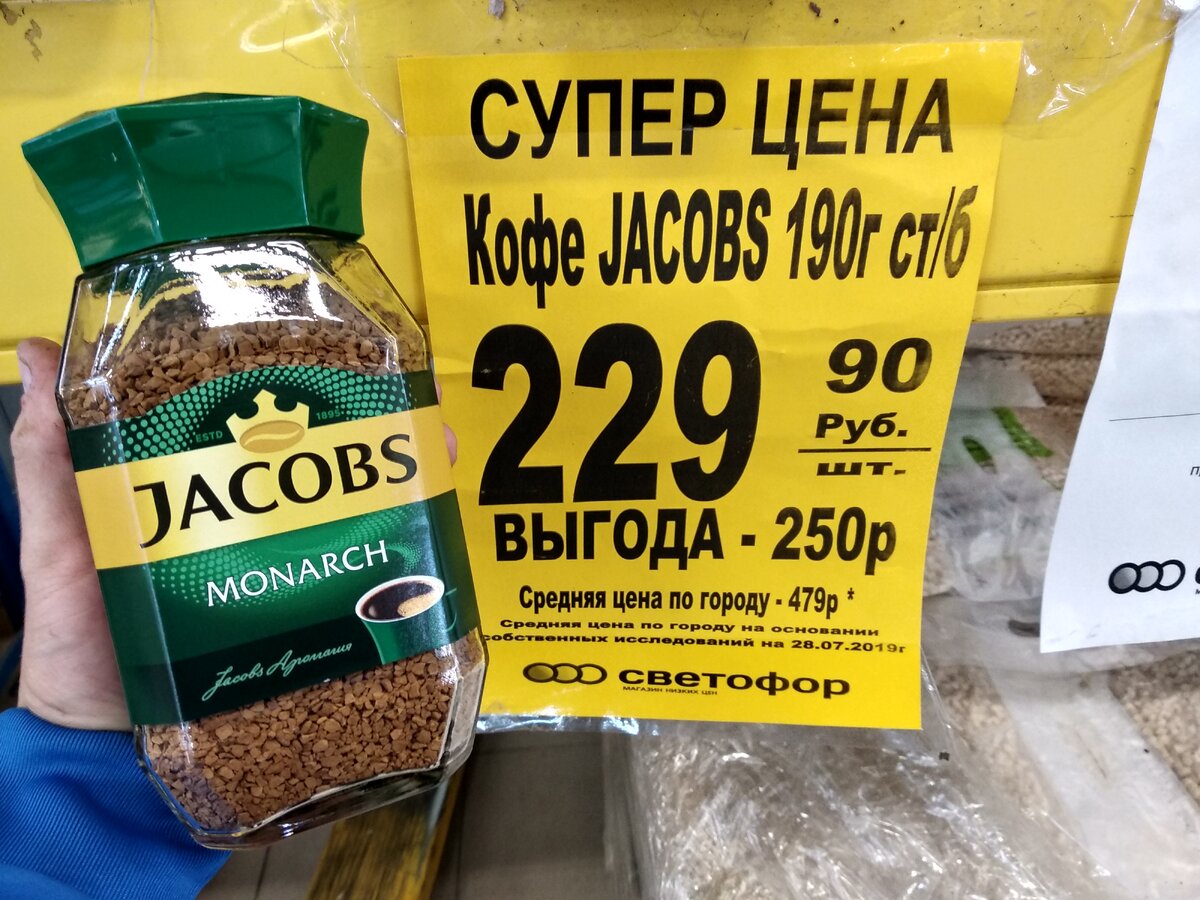 ESTD 1895
JACOBS
MONARCH
Jacobs Аромагия
СУПЕР ЦЕНА
Кофе JACOBS 190г ст/б
229 90
Руб.
шт.
ВЫГОДА - 250р
Средняя цена по городу - 479р *
Средняя цена по городу на основании
собственных исследований на 28.07.2019г
светофор
МАГАЗИН НИЗКИХ ЦЕН